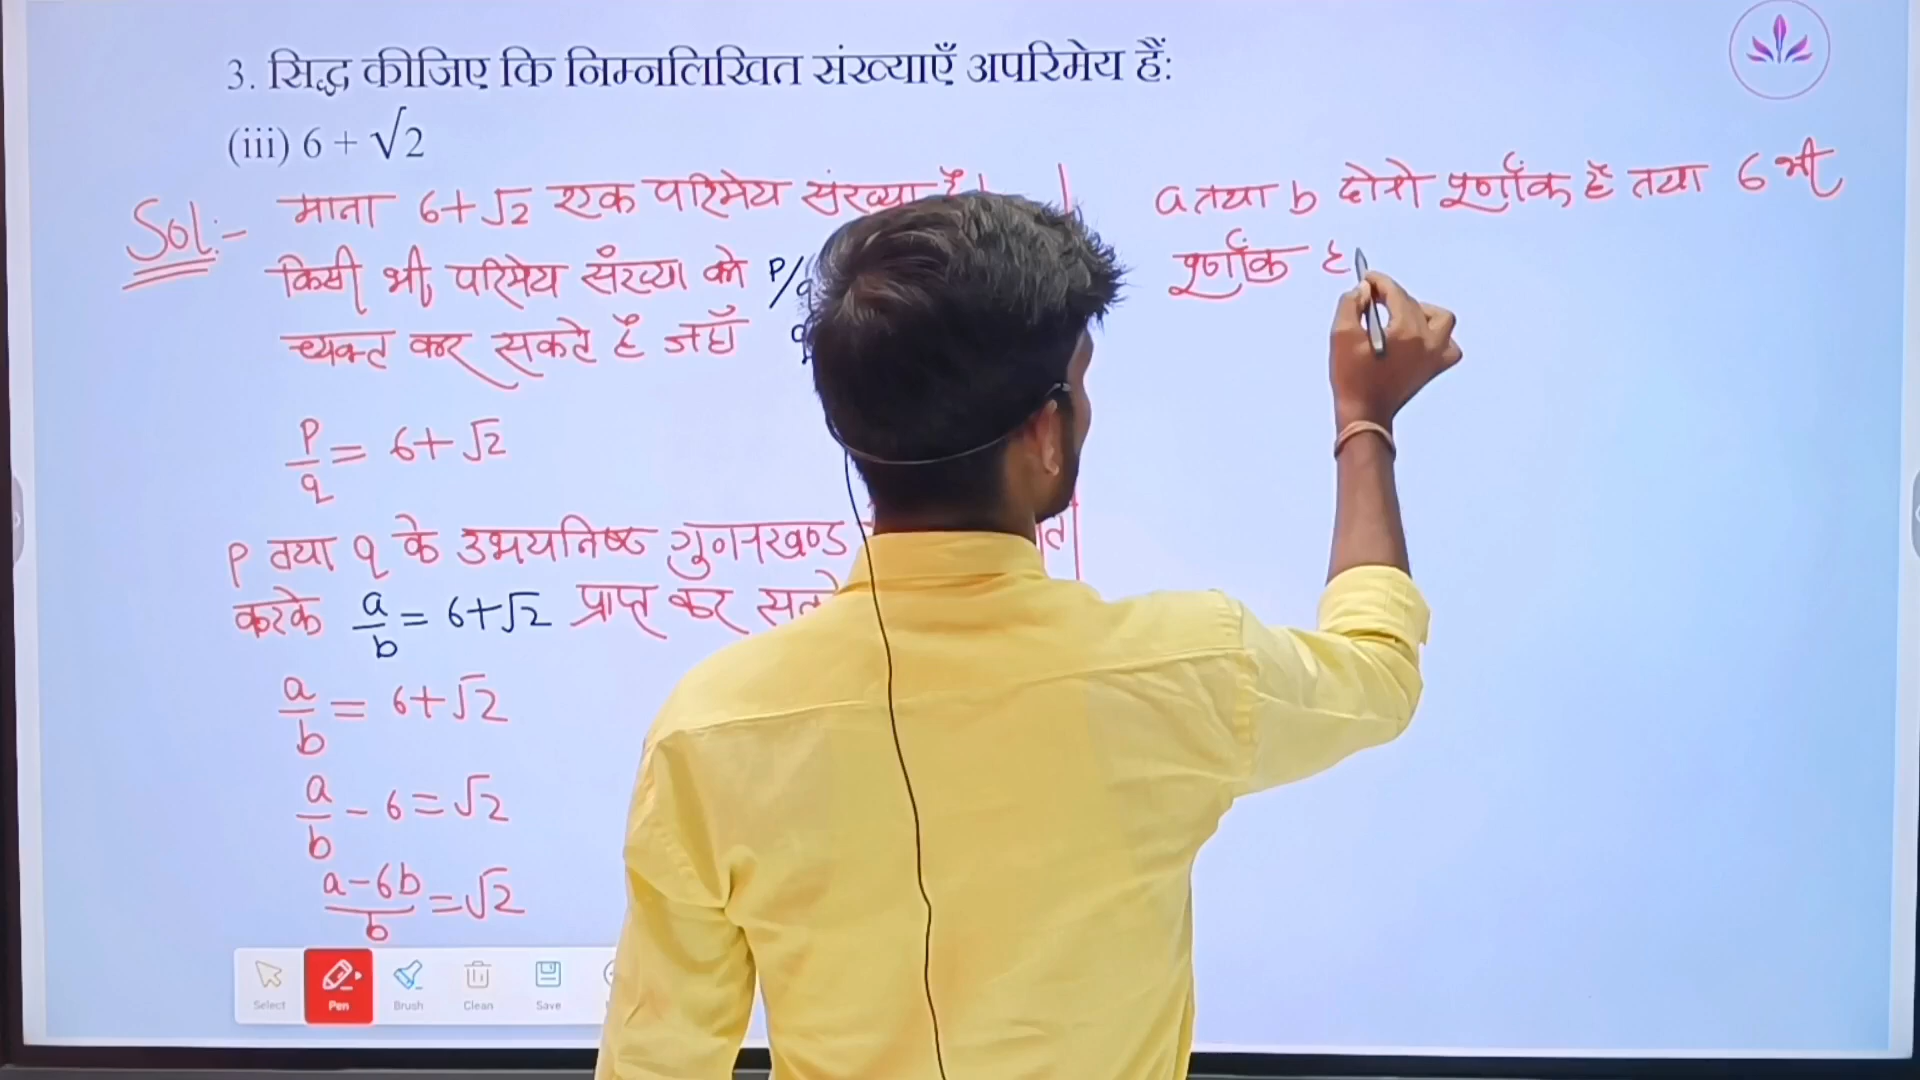 3. सिद्ध कीजिए कि निम्नलिखित संख्याएँ अपरिमेय हैं:
(iii) 6 + √2
Sol:-
माना 6+√2 एक परिमेय संख्या है।
किसी भी परिमेय संख्या को P/q
व्यक्त कर सकते हैं जहाँ q
P/q = 6+√2
P तथा q के उभयनिष्ठ गुणनखण्ड
करके a/b = 6+√2 प्राप्त कर सकते
a/b = 6+√2
a/b - 6 = √2
a-6b/b = √2
a तथा b दोनों पूर्णांक हैं तथा 6 भी
पूर्णांक है
Select Pen Brush Clean Save